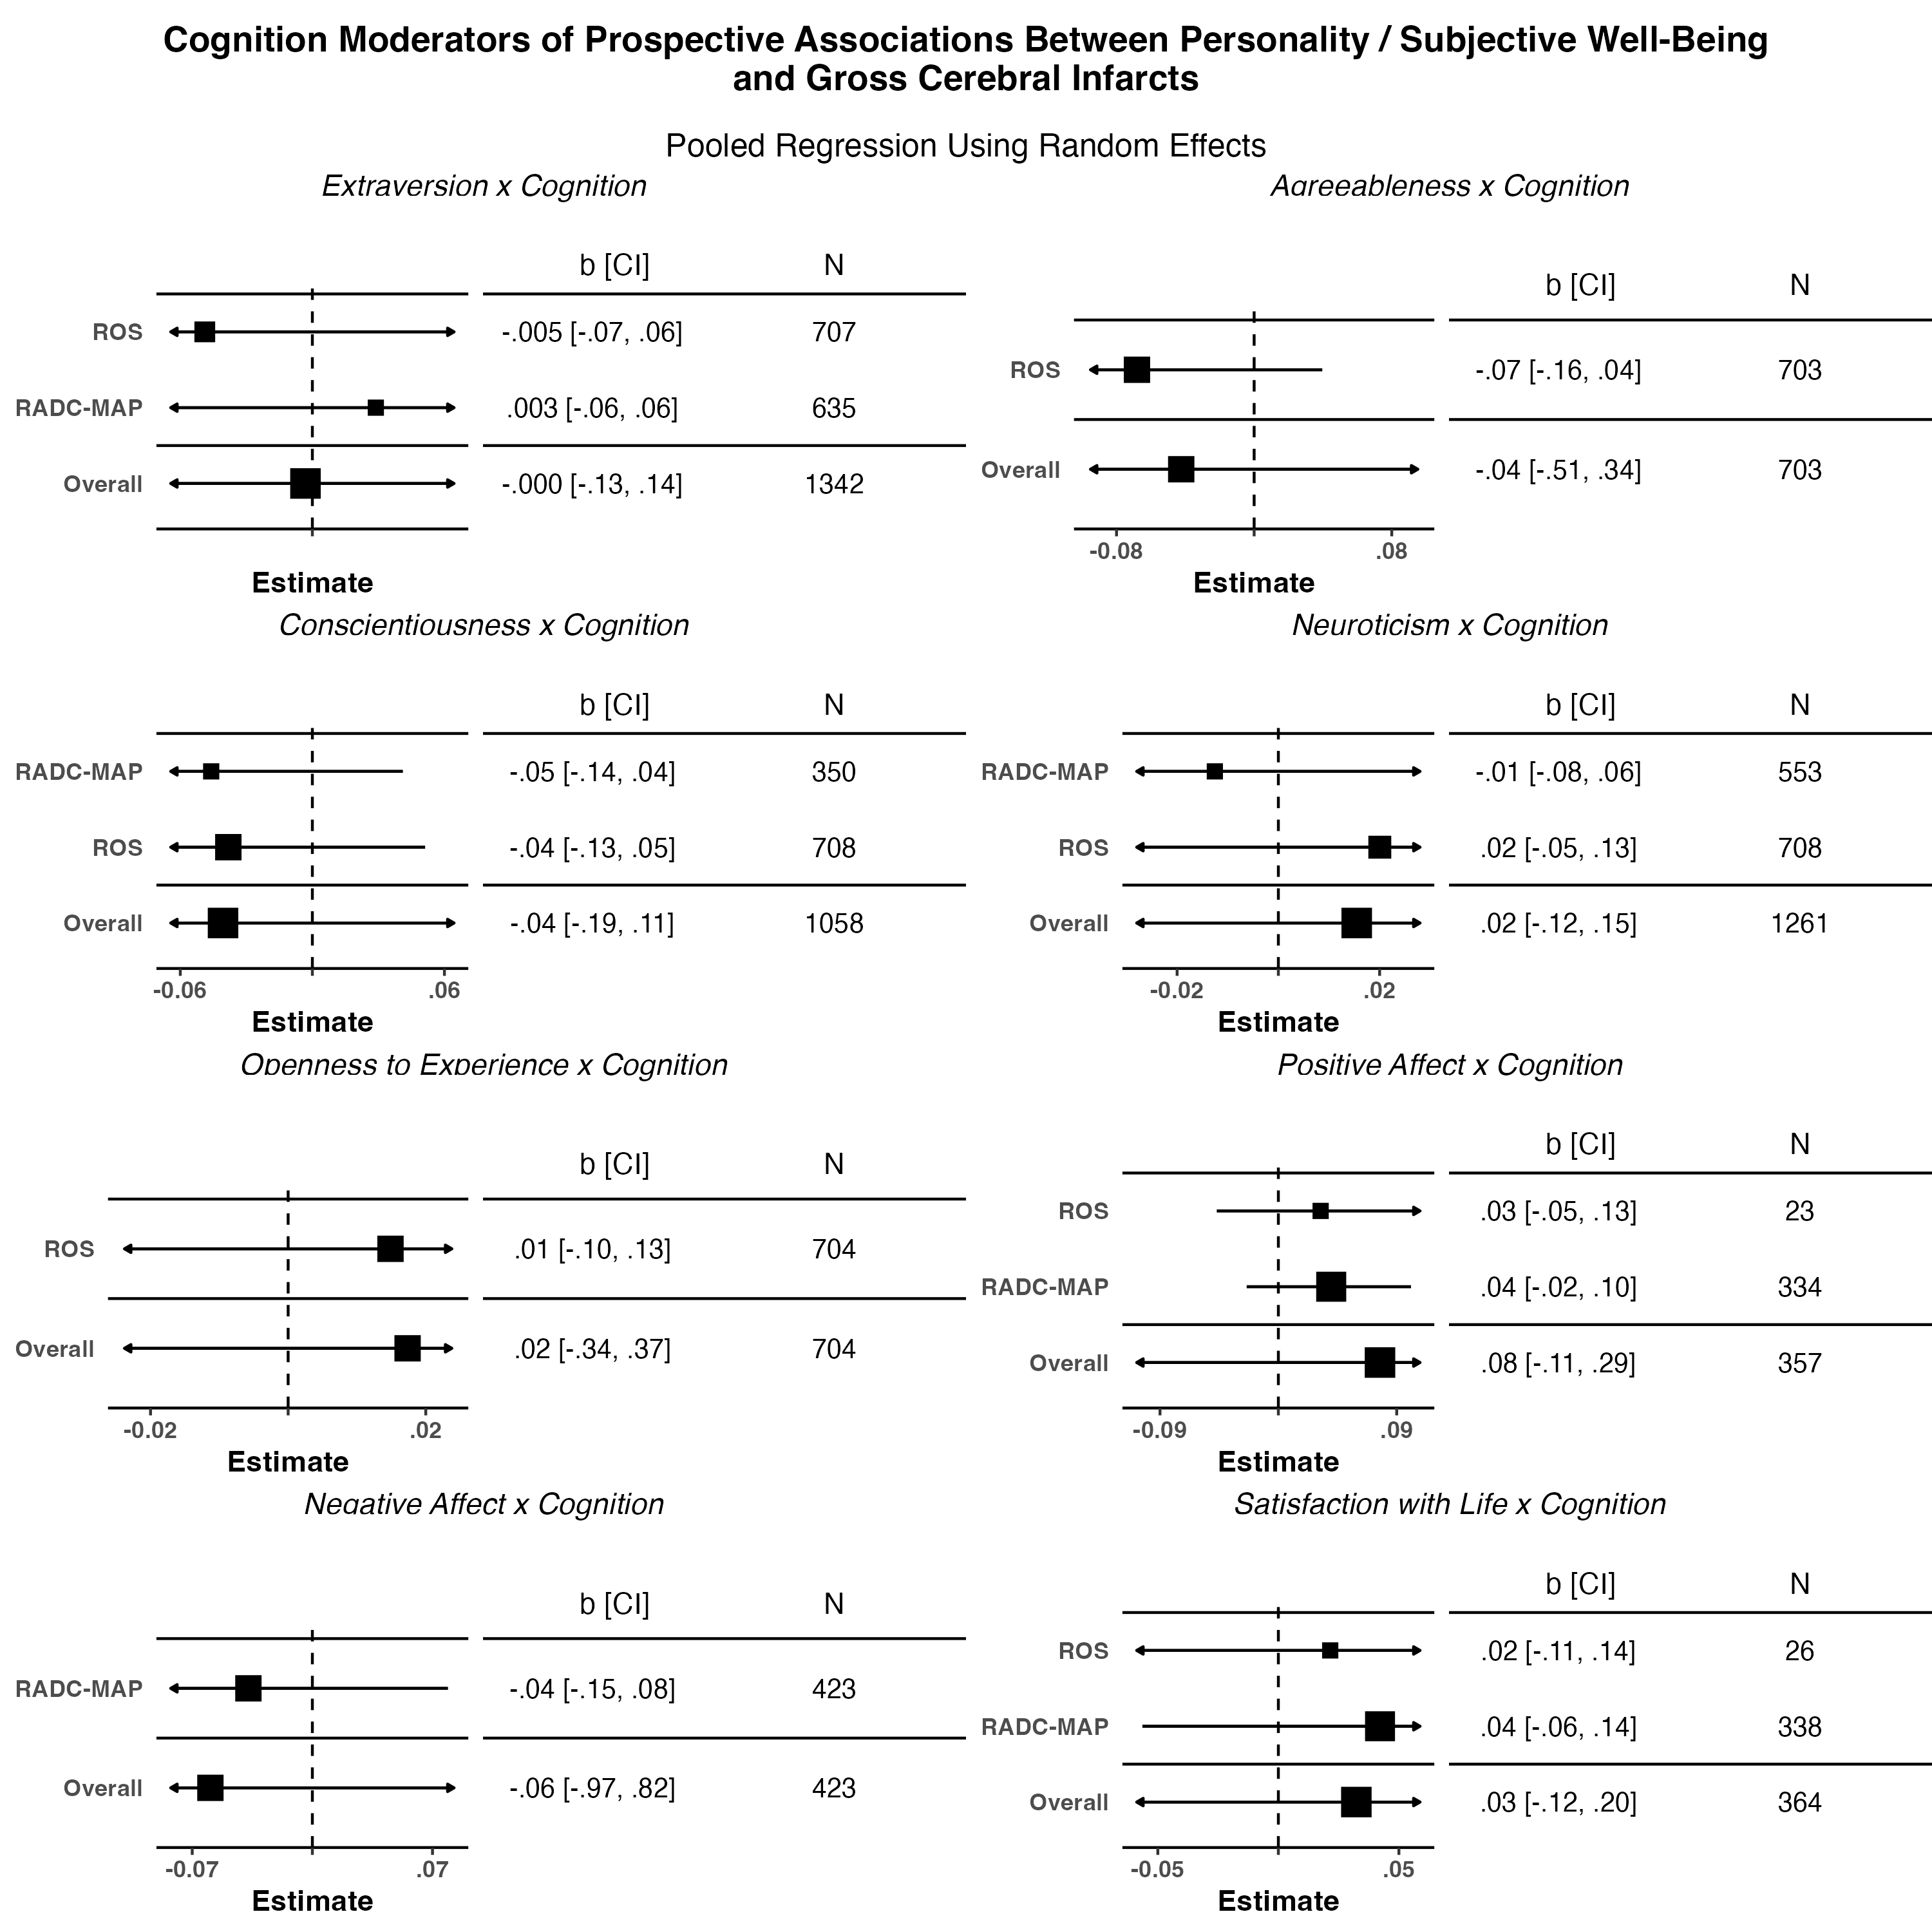 Cognition Moderators of Prospective Associations Between Personality / Subjective Well-Being
and Gross Cerebral Infarcts
Pooled Regression Using Random Effects
Extraversion x Cognition
b [CI] N
ROS -.005 [-.07, .06] 707
RADC-MAP .003 [-.06, .06] 635
Overall -.000 [-.13, .14] 1342
Estimate
Agreeableness x Cognition
b [CI] N
ROS -.07 [-.16, .04] 703
Overall -.04 [-.51, .34] 703
-0.08 .08
Estimate
Conscientiousness x Cognition
b [CI] N
RADC-MAP -.05 [-.14, .04] 350
ROS -.04 [-.13, .05] 708
Overall -.04 [-.19, .11] 1058
-0.06 .06
Estimate
Neuroticism x Cognition
b [CI] N
RADC-MAP -.01 [-.08, .06] 553
ROS .02 [-.05, .13] 708
Overall .02 [-.12, .15] 1261
-0.02 .02
Estimate
Openness to Experience x Cognition
b [CI] N
ROS .01 [-.10, .13] 704
Overall .02 [-.34, .37] 704
-0.02 .02
Estimate
Positive Affect x Cognition
b [CI] N
ROS .03 [-.05, .13] 23
RADC-MAP .04 [-.02, .10] 334
Overall .08 [-.11, .29] 357
-0.09 .09
Estimate
Negative Affect x Cognition
b [CI] N
RADC-MAP -.04 [-.15, .08] 423
Overall -.06 [-.97, .82] 423
-0.07 .07
Estimate
Satisfaction with Life x Cognition
b [CI] N
ROS .02 [-.11, .14] 26
RADC-MAP .04 [-.06, .14] 338
Overall .03 [-.12, .20] 364
-0.05 .05
Estimate